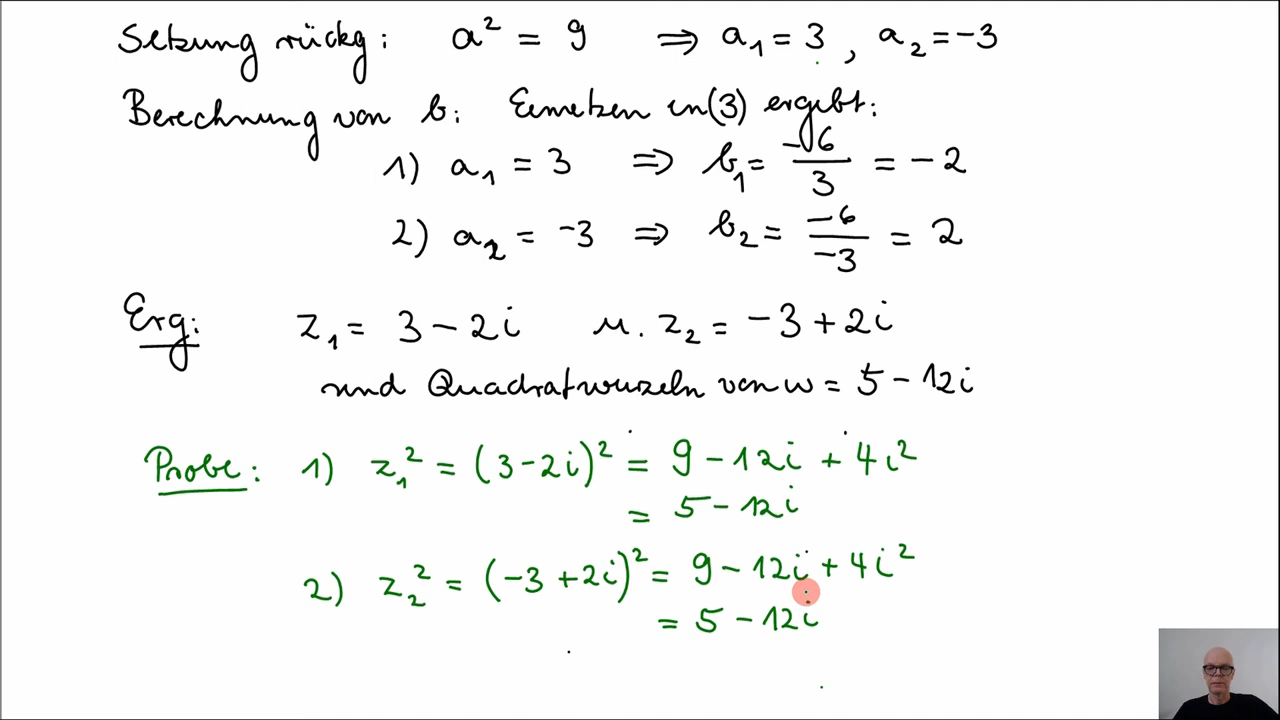 Setzung rückg: a² = 9 ⟹ a₁ = 3, a₂ = -3
Berechnung von b: Einsetzen in (3) ergibt:
1) a₁ = 3 ⟹ b₁ = -6/3 = -2
2) a₂ = -3 ⟹ b₂ = -6/-3 = 2
Erg: z₁ = 3 - 2i u. z₂ = -3 + 2i
sind Quadratwurzeln von w = 5 - 12i
Probe: 1) z₁² = (3 - 2i)² = 9 - 12i + 4i²
= 5 - 12i
2) z₂² = (-3 + 2i)² = 9 - 12i + 4i²
= 5 - 12i